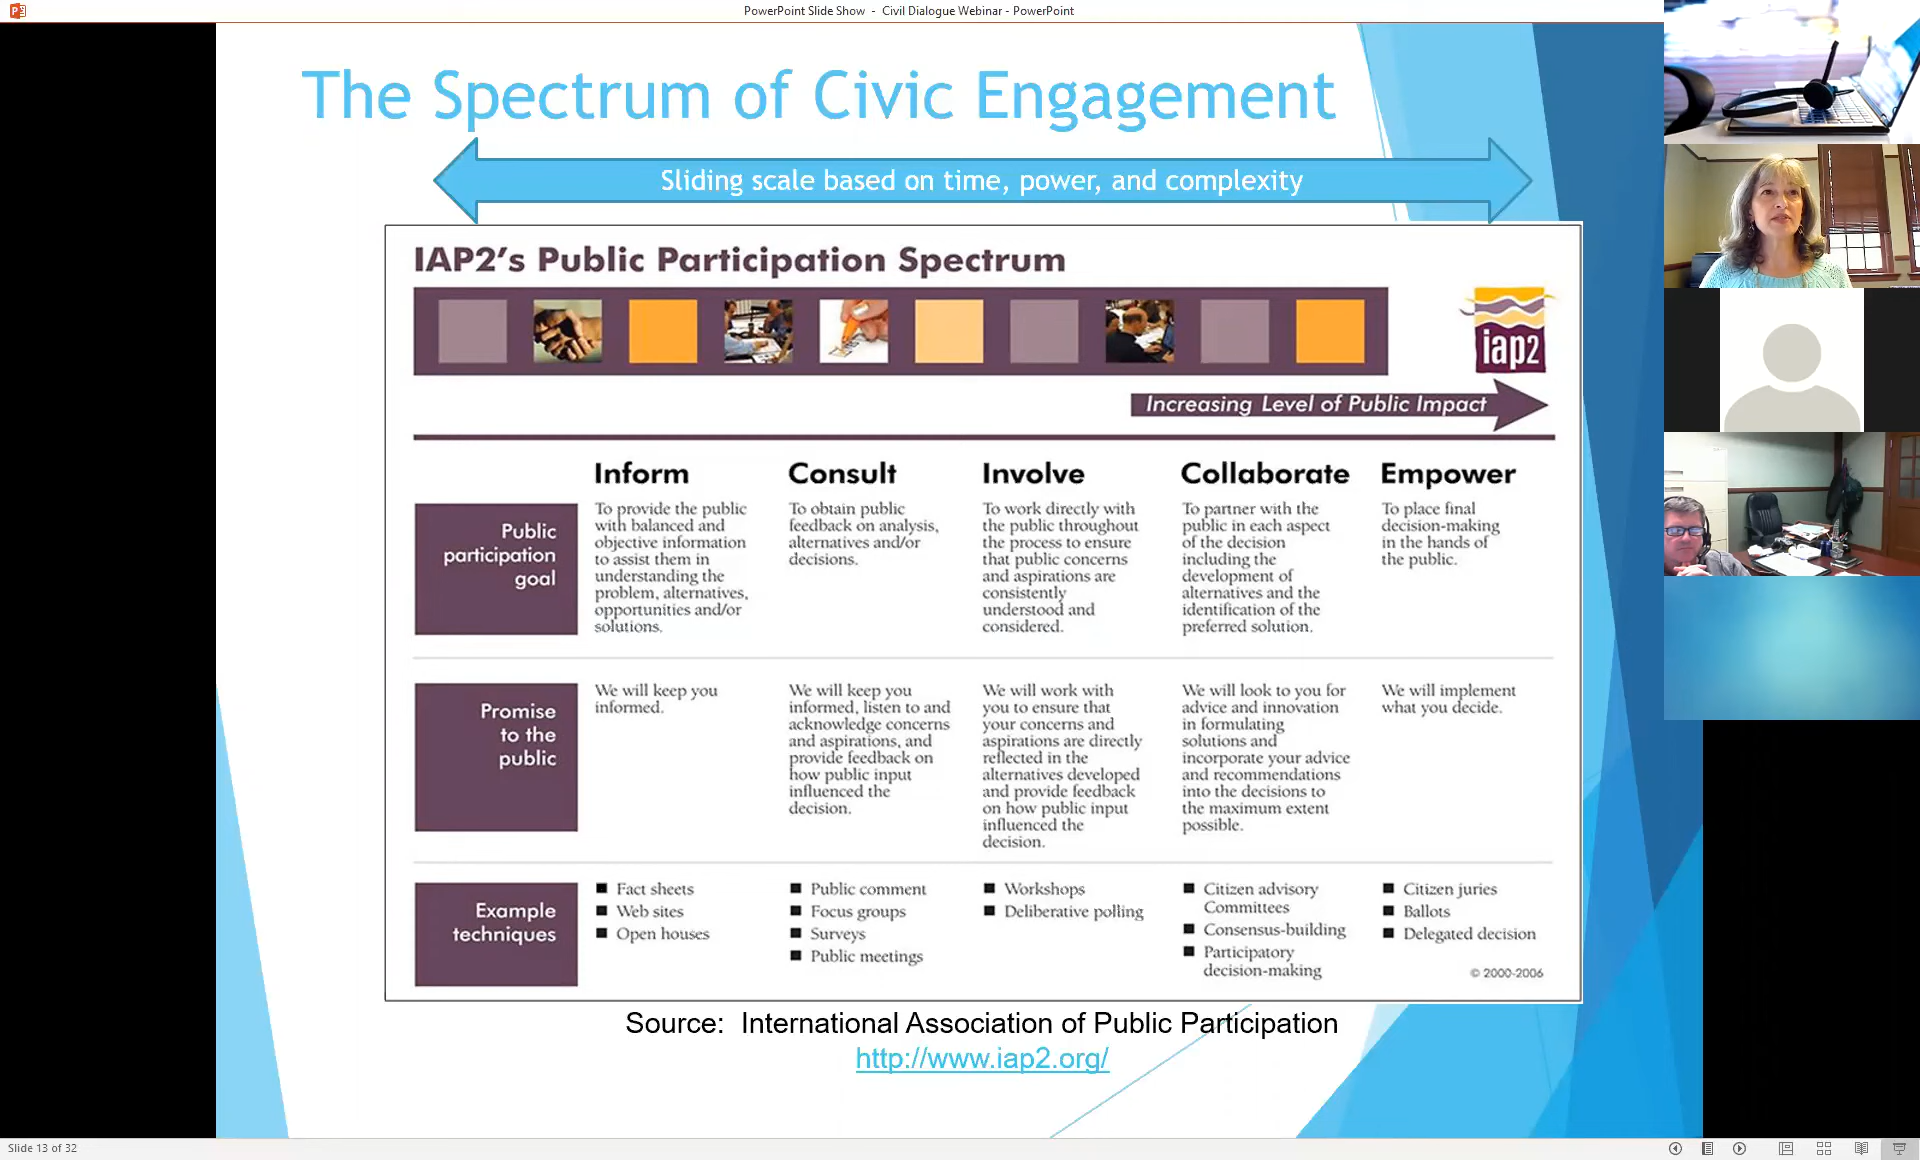 PowerPoint Slide Show - Civil Dialogue Webinar - PowerPoint
The Spectrum of Civic Engagement
Sliding scale based on time, power, and complexity
IAP2's Public Participation Spectrum
iap2
Increasing Level of Public Impact
Inform
Consult
Involve
Collaborate
Empower
Public
participation
goal
To provide the public
with balanced and
objective information
to assist them in
understanding the
problem, alternatives,
opportunities and/or
solutions.
To obtain public
feedback on analysis,
alternatives and/or
decisions.
To work directly with
the public throughout
the process to ensure
that public concerns
and aspirations are
consistently
understood and
considered.
To partner with the
public in each aspect
of the decision
including the
development of
alternatives and the
identification of the
preferred solution.
To place final
decision-making
in the hands of
the public.
Promise
to the
public
We will keep you
informed.
We will keep you
informed, listen to and
acknowledge concerns
and aspirations, and
provide feedback on
how public input
influenced the
decision.
We will work with
you to ensure that
your concerns and
aspirations are directly
reflected in the
alternatives developed
and provide feedback
on how public input
influenced the
decision.
We will look to you for
advice and innovation
in formulating
solutions and
incorporate your advice
and recommendations
into the decisions to
the maximum extent
possible.
We will implement
what you decide.
Example
techniques
■ Fact sheets
■ Web sites
■ Open houses
■ Public comment
■ Focus groups
■ Surveys
■ Public meetings
■ Workshops
■ Deliberative polling
■ Citizen advisory
Committees
■ Consensus-building
■ Participatory
decision-making
■ Citizen juries
■ Ballots
■ Delegated decision
© 2000-2006
Source: International Association of Public Participation
http://www.iap2.org/
Slide 13 of 32